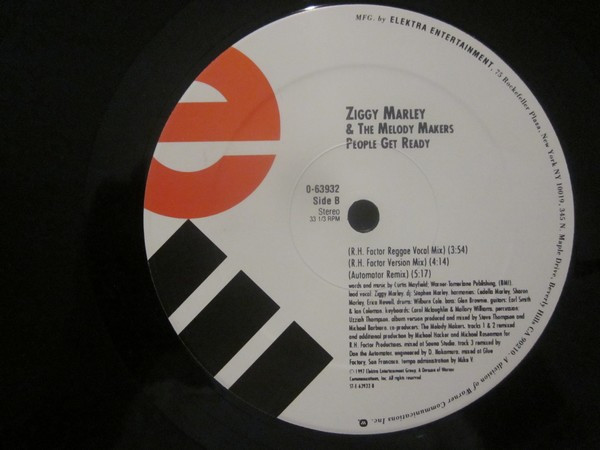 MFG. by ELEKTRA ENTERTAINMENT, 75 Rockefeller Plaza, New York NY 10019, 345 N. Maple Drive, Beverly Hills CA 90210. A division of Warner Communications Inc.
e
ZIGGY MARLEY
& THE MELODY MAKERS
PEOPLE GET READY
0-63932
Side B
Stereo
33 1/3 RPM
(R.H. Factor Reggae Vocal Mix) (3:54)
(R.H. Factor Version Mix) (4:14)
(Automator Remix) (5:17)
words and music by Curtis Mayfield; Warner-Tamerlane Publishing, (BMI).
lead vocal: Ziggy Marley. dj: Stephen Marley. harmonies: Cedella Marley, Sharon
Marley, Erica Newell. drums: Wilburn Cole. bass: Glen Browne. guitars: Earl Smith
& Ian Coleman. keyboards: Carol McLaughlin & Mallory Williams. percussion:
Uzziah Thompson. album version produced and mixed by Steve Thompson and
Michael Barbiero. co-producers: The Melody Makers. tracks 1 & 2 remixed
and additional production by Michael Hacker and Michael Rosenman for
R.H. Factor Productions. mixed at Sauna Studio. track 3 remixed by
Dan the Automator. engineered by D. Nakamura. mixed at Glue
Factory, San Francisco. tempo administration by Mike V.
Elektra Entertainment Group, A Division of Warner
Communications, Inc. All rights reserved.